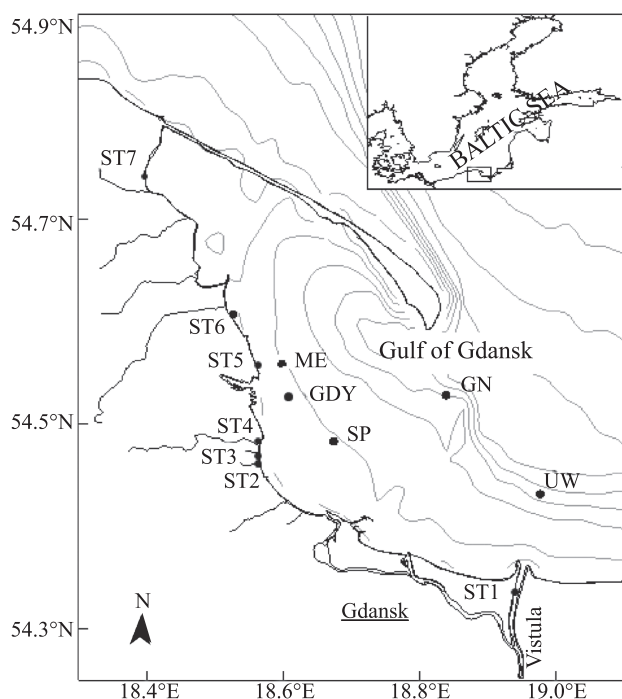 54.9°N
BALTIC SEA
ST7
54.7°N
ST6
Gulf of Gdansk
ST5
ME
GN
GDY
54.5°N
ST4
SP
ST3
ST2
UW
ST1
N
Gdansk
Vistula
54.3°N
18.4°E
18.6°E
18.8°E
19.0°E